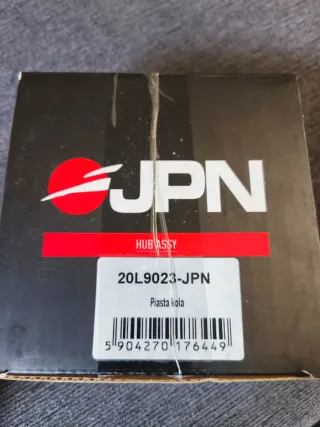 JPN
HUB ASSY
20L9023-JPN
Piasta koła
5 904270 176449